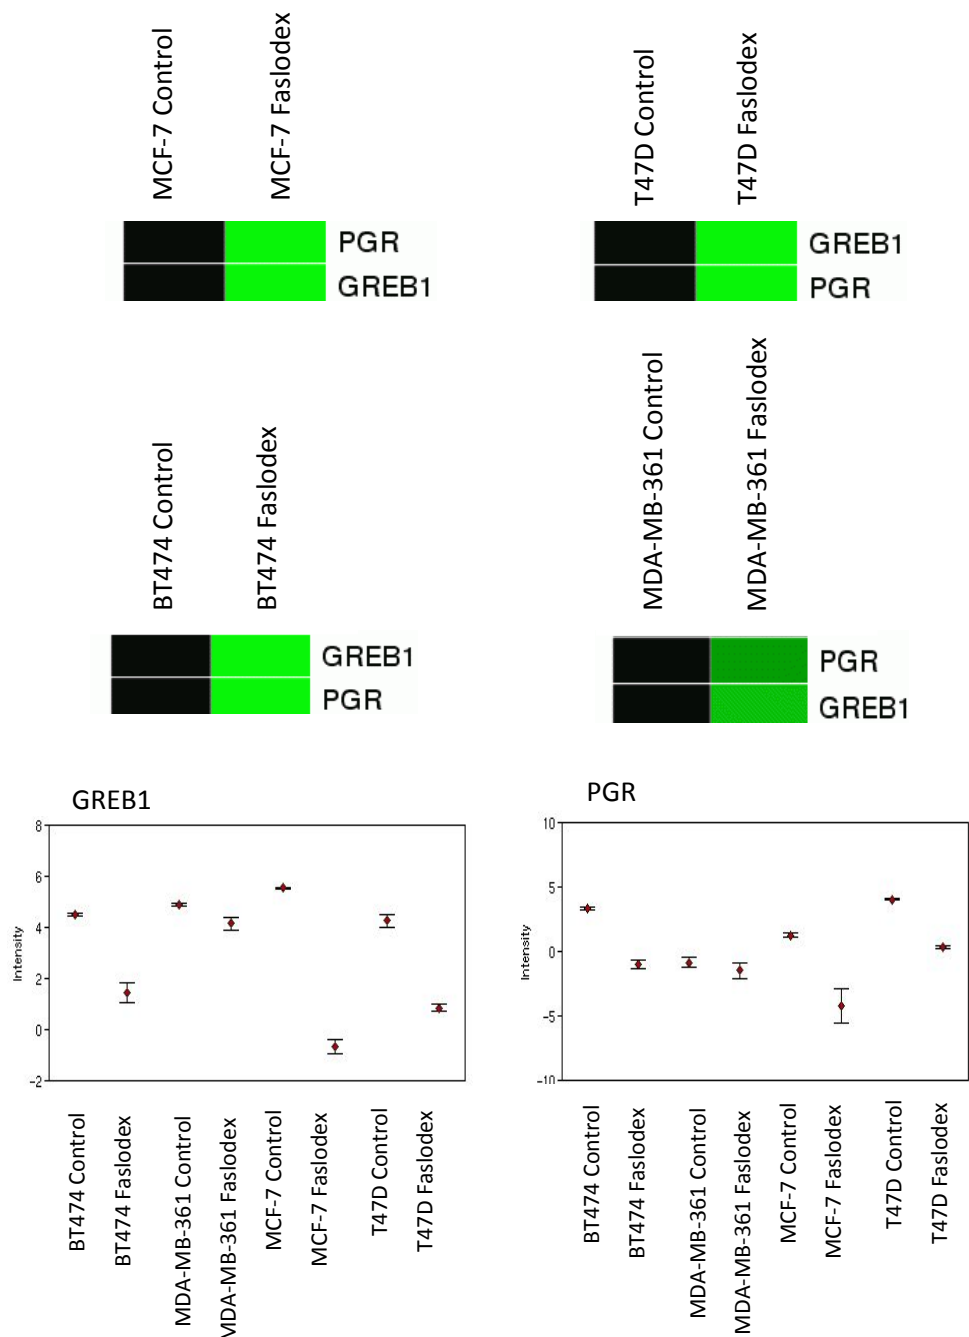 MCF-7 Control
MCF-7 Faslodex
PGR
GREB1
T47D Control
T47D Faslodex
GREB1
PGR
BT474 Control
BT474 Faslodex
GREB1
PGR
MDA-MB-361 Control
MDA-MB-361 Faslodex
PGR
GREB1
GREB1
8
6
4
2
0
-2
Intensity
BT474 Control
BT474 Faslodex
MDA-MB-361 Control
MDA-MB-361 Faslodex
MCF-7 Control
MCF-7 Faslodex
T47D Control
T47D Faslodex
PGR
10
5
0
-5
-10
Intensity
BT474 Control
BT474 Faslodex
MDA-MB-361 Control
MDA-MB-361 Faslodex
MCF-7 Control
MCF-7 Faslodex
T47D Control
T47D Faslodex